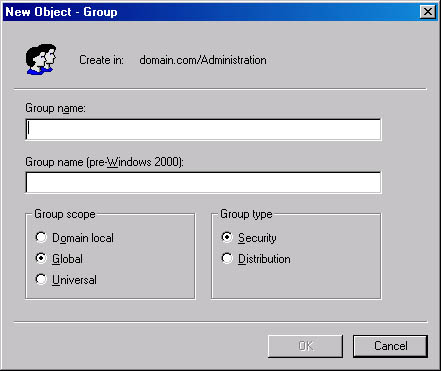 New Object - Group
Create in: domain.com/Administration
Group name:
Group name (pre-Windows 2000):
Group scope Group type
Domain local Security
Global Distribution
Universal
OK Cancel